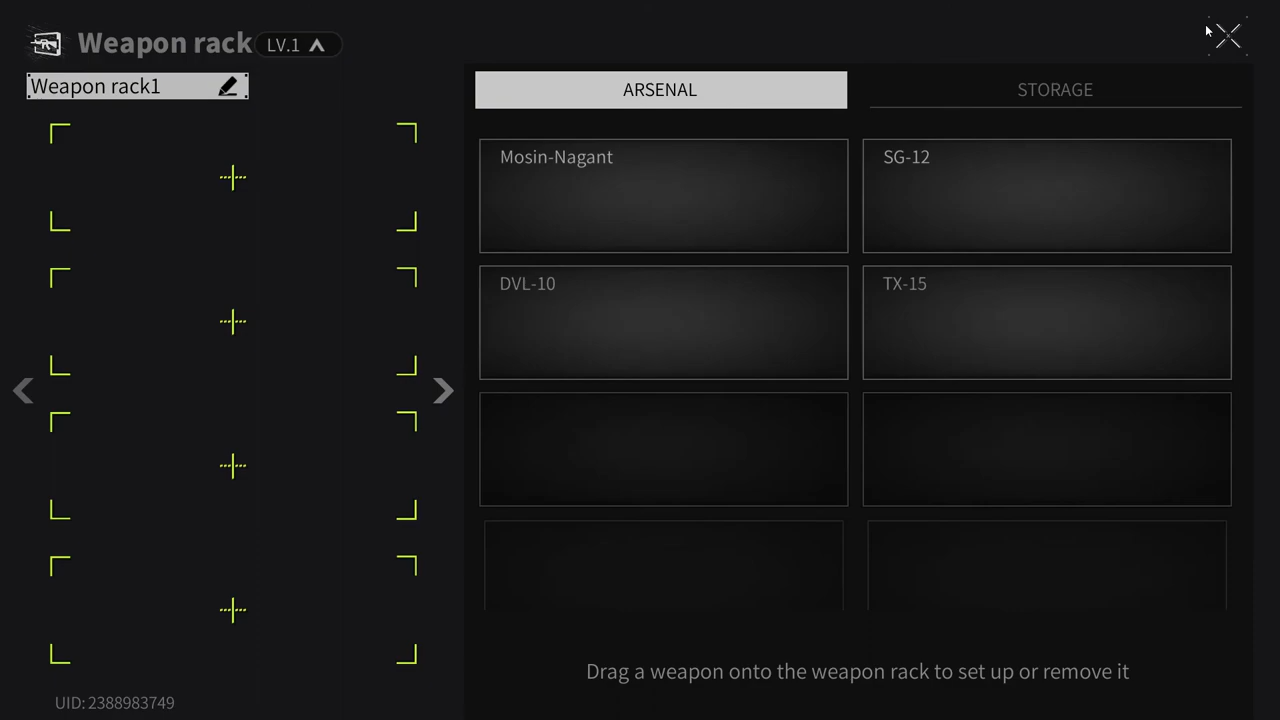 Weapon rack LV.1
Weapon rack1
ARSENAL
STORAGE
Mosin-Nagant
SG-12
DVL-10
TX-15
Drag a weapon onto the weapon rack to set up or remove it
UID: 2388983749